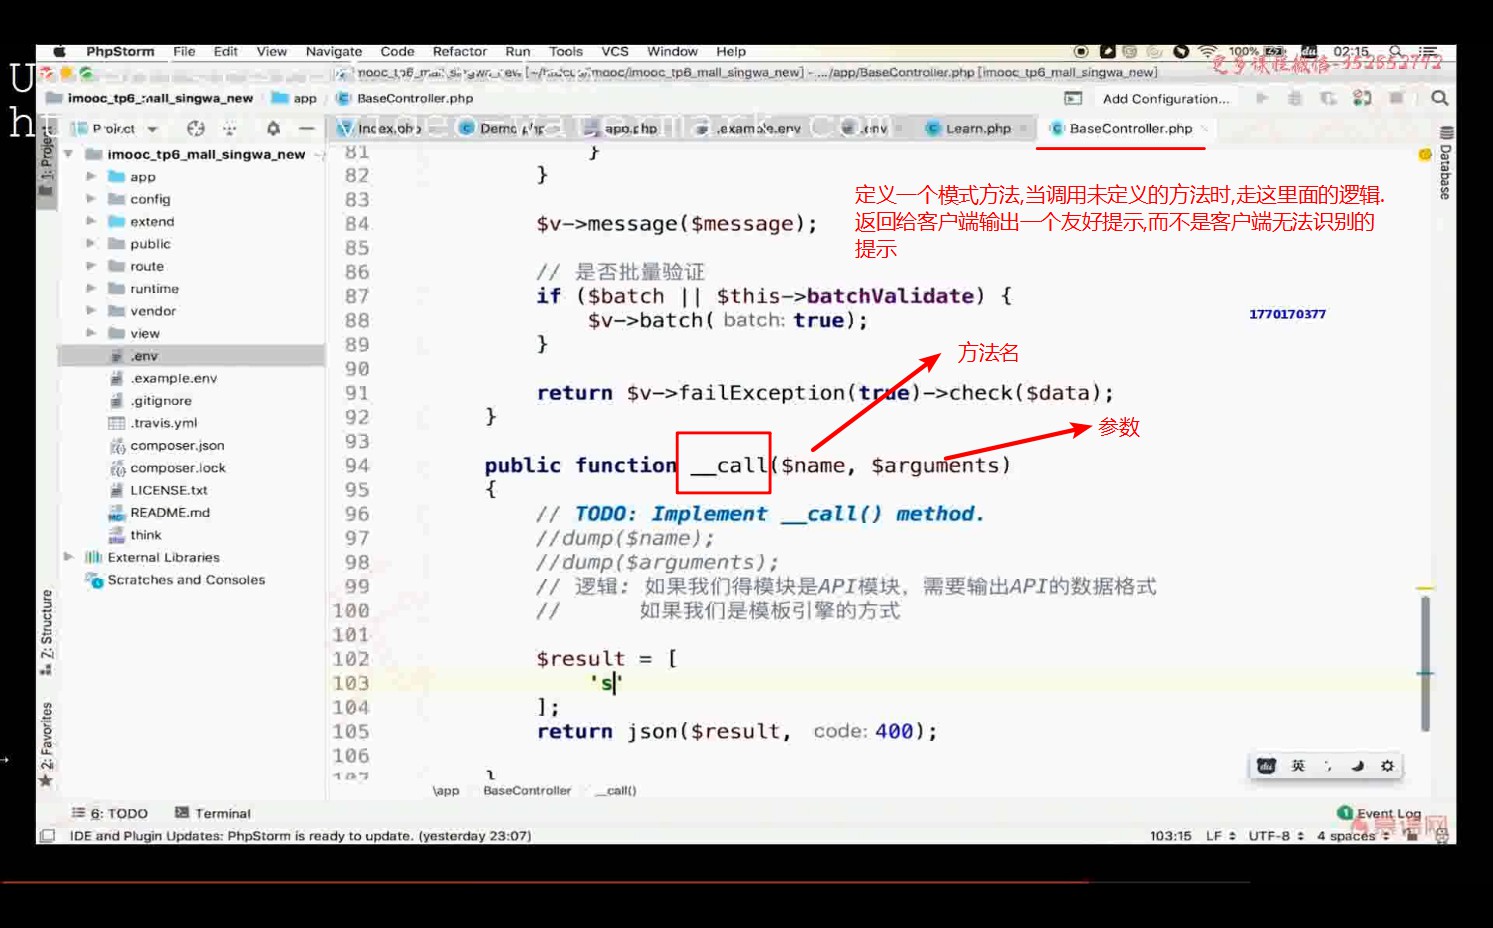 PhpStorm File Edit View Navigate Code Refactor Run Tools VCS Window Help 100% 02:15
imooc_tp6_mall_singwa_new app BaseController.php Add Configuration...
Project Index.php Demo.php app.php .example.env .env Learn.php BaseController.php
1: Project
Database
imooc_tp6_mall_singwa_new
app
config
extend
public
route
runtime
vendor
view
.env
.example.env
.gitignore
.travis.yml
composer.json
composer.lock
LICENSE.txt
README.md
think
External Libraries
Scratches and Consoles
7: Structure
2: Favorites
81 }
82 }
83
84 $v->message($message);
85
86 // 是否批量验证
87 if ($batch || $this->batchValidate) {
88 $v->batch( batch: true);
89 }
90
91 return $v->failException(true)->check($data);
92 }
93
94 public function __call($name, $arguments)
95 {
96 // TODO: Implement __call() method.
97 //dump($name);
98 //dump($arguments);
99 // 逻辑: 如果我们得模块是API模块, 需要输出API的数据格式
100 // 如果我们是模板引擎的方式
101
102 $result = [
103 's'
104 ];
105 return json($result, code: 400);
106
107 }
定义一个模式方法,当调用未定义的方法时,走这里面的逻辑.
返回给客户端输出一个友好提示,而不是客户端无法识别的
提示
1770170377
方法名
参数
英
\app BaseController __call()
6: TODO Terminal 1 Event Log
IDE and Plugin Updates: PhpStorm is ready to update. (yesterday 23:07) 103:15 LF UTF-8 4 spaces
慕课网